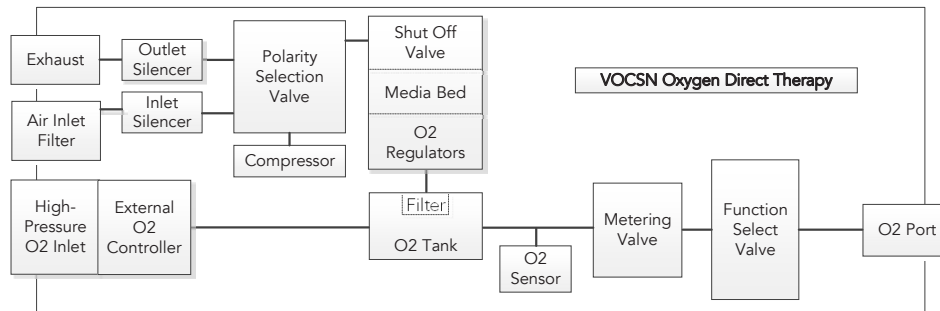 Exhaust
Outlet
Silencer
Polarity
Selection
Valve
Shut Off
Valve
VOCSN Oxygen Direct Therapy
Air Inlet
Filter
Inlet
Silencer
Media Bed
Compressor
O2
Regulators
High-
Pressure
O2 Inlet
External
O2
Controller
Filter
O2 Tank
O2
Sensor
Metering
Valve
Function
Select
Valve
O2 Port